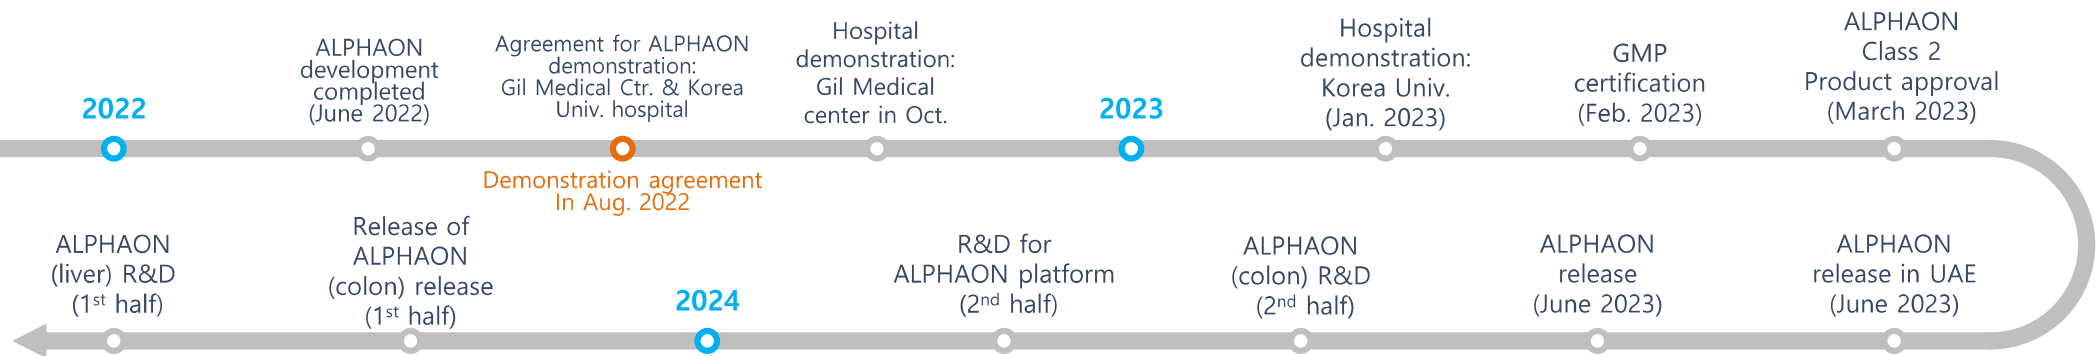 2022
ALPHAON
development
completed
(June 2022)
Agreement for ALPHAON
demonstration:
Gil Medical Ctr. & Korea
Univ. hospital
Demonstration agreement
In Aug. 2022
Hospital
demonstration:
Gil Medical
center in Oct.
2023
Hospital
demonstration:
Korea Univ.
(Jan. 2023)
GMP
certification
(Feb. 2023)
ALPHAON
Class 2
Product approval
(March 2023)
ALPHAON
release in UAE
(June 2023)
ALPHAON
release
(June 2023)
ALPHAON
(colon) R&D
(2nd half)
R&D for
ALPHAON platform
(2nd half)
2024
Release of
ALPHAON
(colon) release
(1st half)
ALPHAON
(liver) R&D
(1st half)